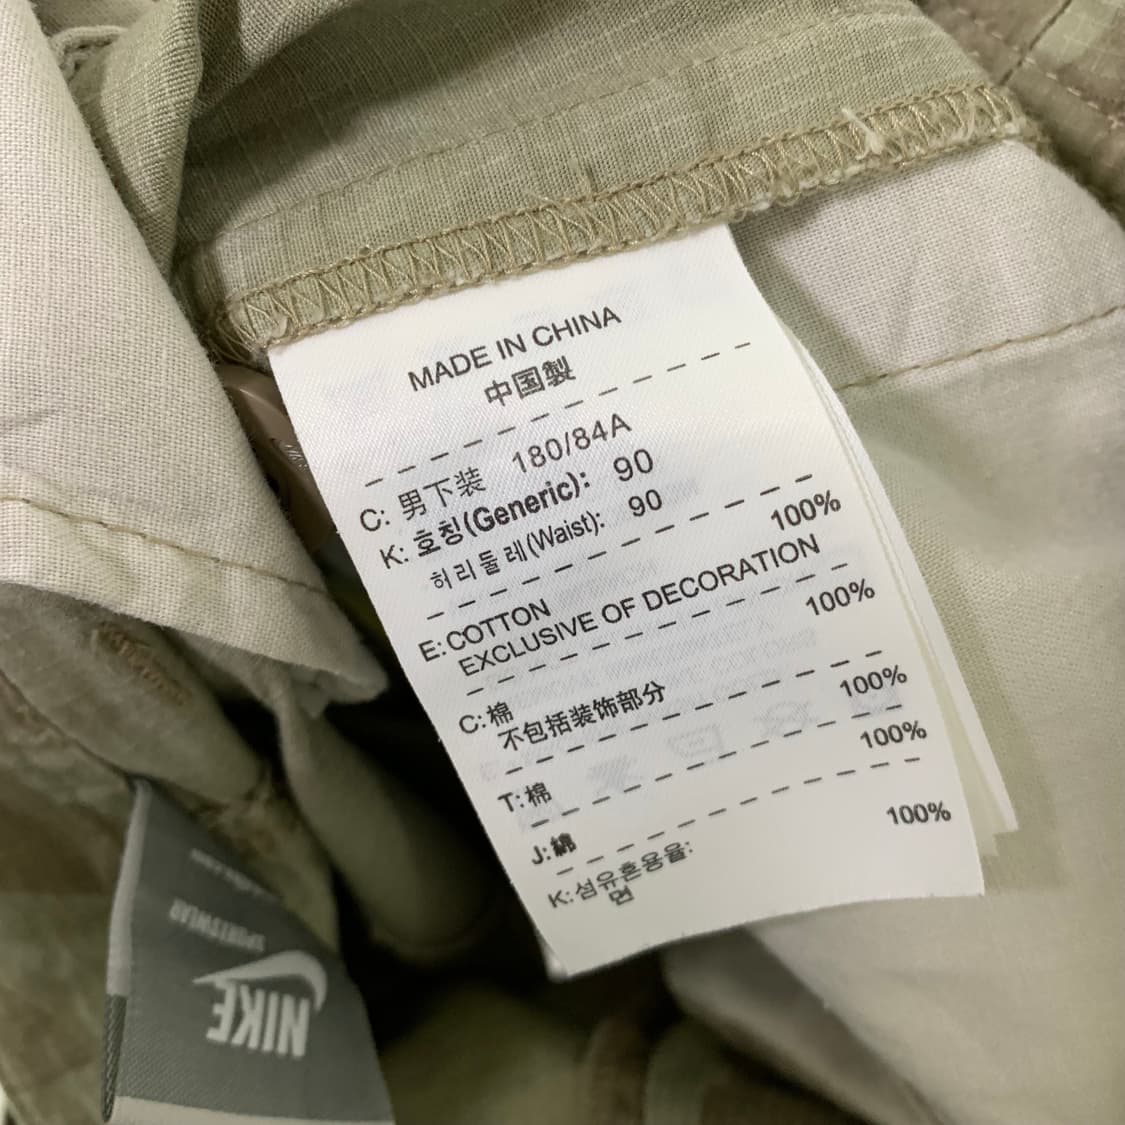 MADE IN CHINA
中国製
C: 男下装 180/84A
K: 호칭(Generic): 90
허리둘레(Waist): 90
E:COTTON 100%
EXCLUSIVE OF DECORATION
C:棉 100%
不包括装饰部分
T:棉 100%
J:綿 100%
K:섬유혼용율:
면 100%
SPORTSWEAR
NIKE